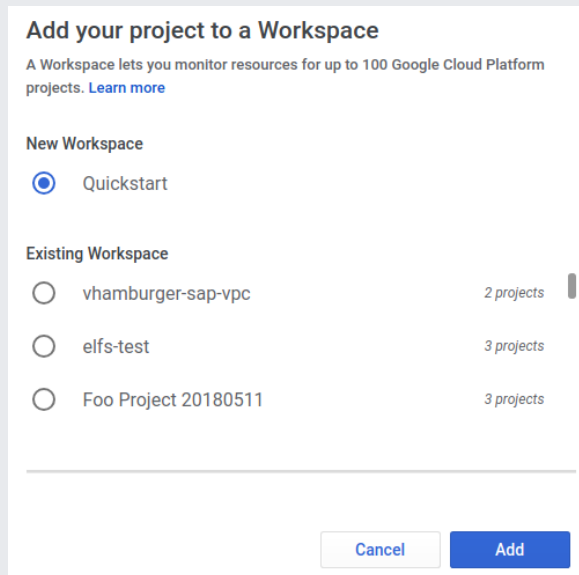 Add your project to a Workspace
A Workspace lets you monitor resources for up to 100 Google Cloud Platform
projects. Learn more
New Workspace
Quickstart
Existing Workspace
vhamburger-sap-vpc 2 projects
elfs-test 3 projects
Foo Project 20180511 3 projects
Cancel Add